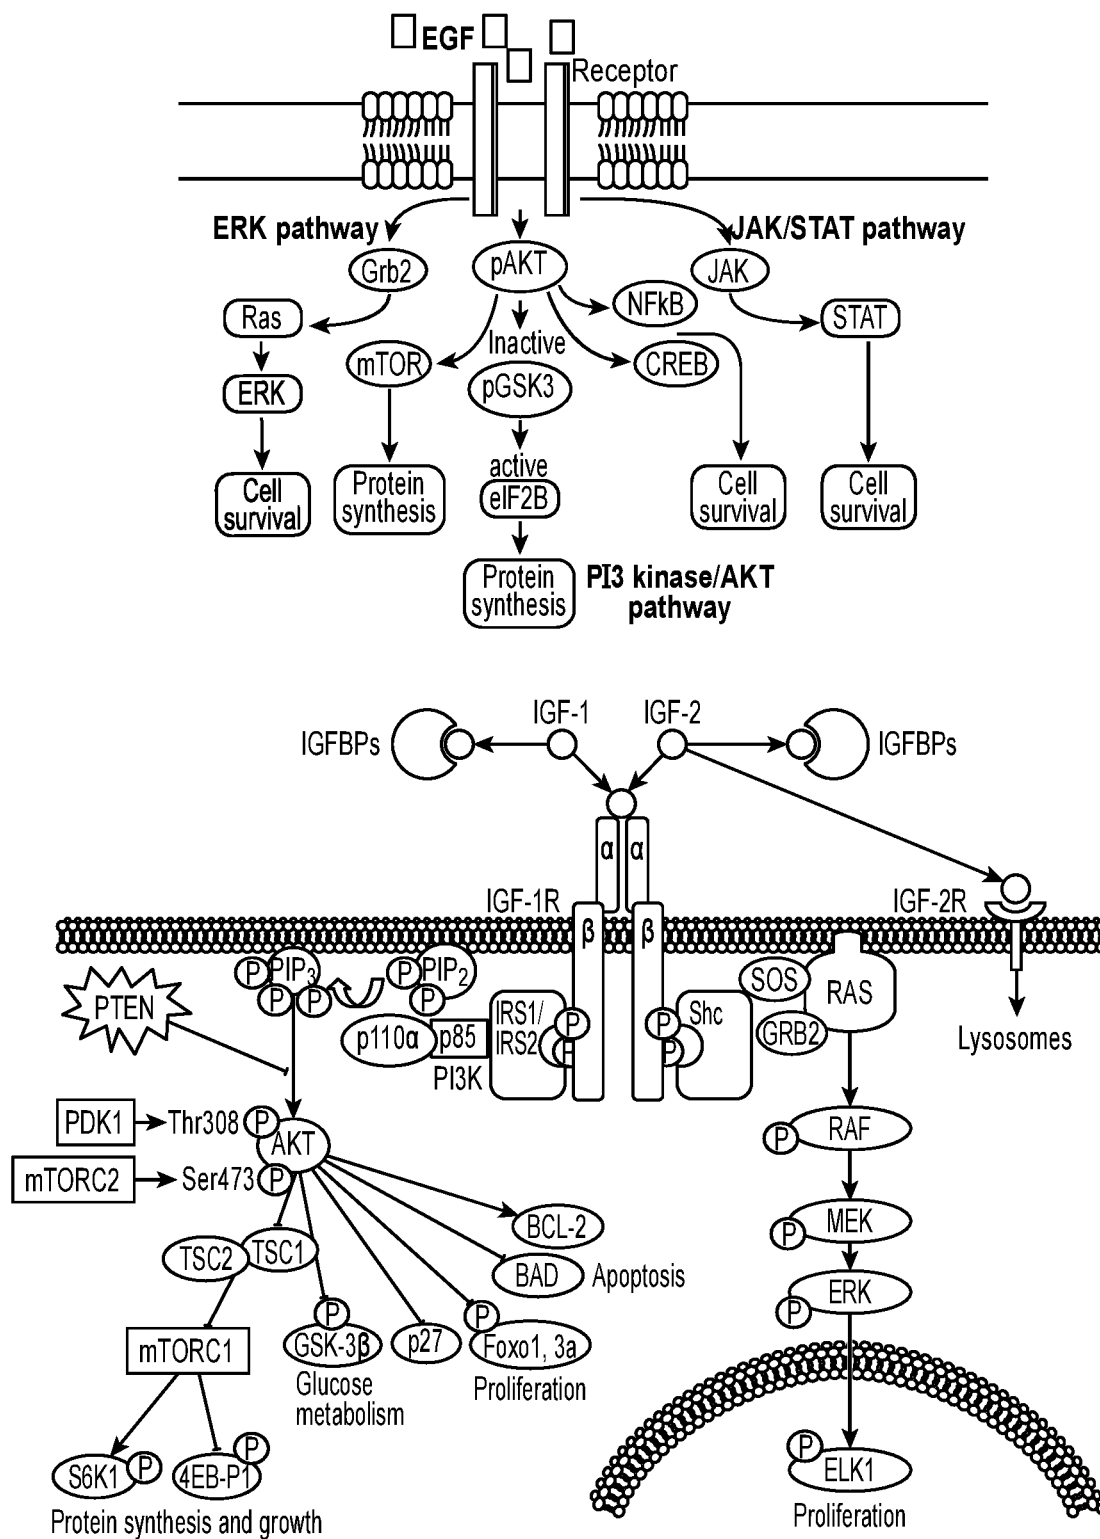 EGF
Receptor
ERK pathway
JAK/STAT pathway
Grb2
pAKT
JAK
NFkB
Ras
STAT
Inactive
mTOR
CREB
pGSK3
ERK
active
eIF2B
Cell
survival
Protein
synthesis
Cell
survival
Cell
survival
Protein
synthesis
PI3 kinase/AKT
pathway
IGF-1
IGF-2
IGFBPs
IGFBPs
α
α
IGF-1R
IGF-2R
β
β
P
PIP3
P
P
P
PIP2
P
PTEN
SOS
RAS
GRB2
IRS1/
IRS2
P
P
P
P
Shc
p110α
p85
PI3K
Lysosomes
PDK1
Thr308
P
AKT
mTORC2
Ser473
P
RAF
P
MEK
P
BCL-2
TSC2
TSC1
BAD
Apoptosis
ERK
P
mTORC1
P
GSK-3β
p27
P
Foxo1, 3a
Glucose
metabolism
Proliferation
S6K1
P
4EB-P1
P
P
ELK1
Protein synthesis and growth
Proliferation